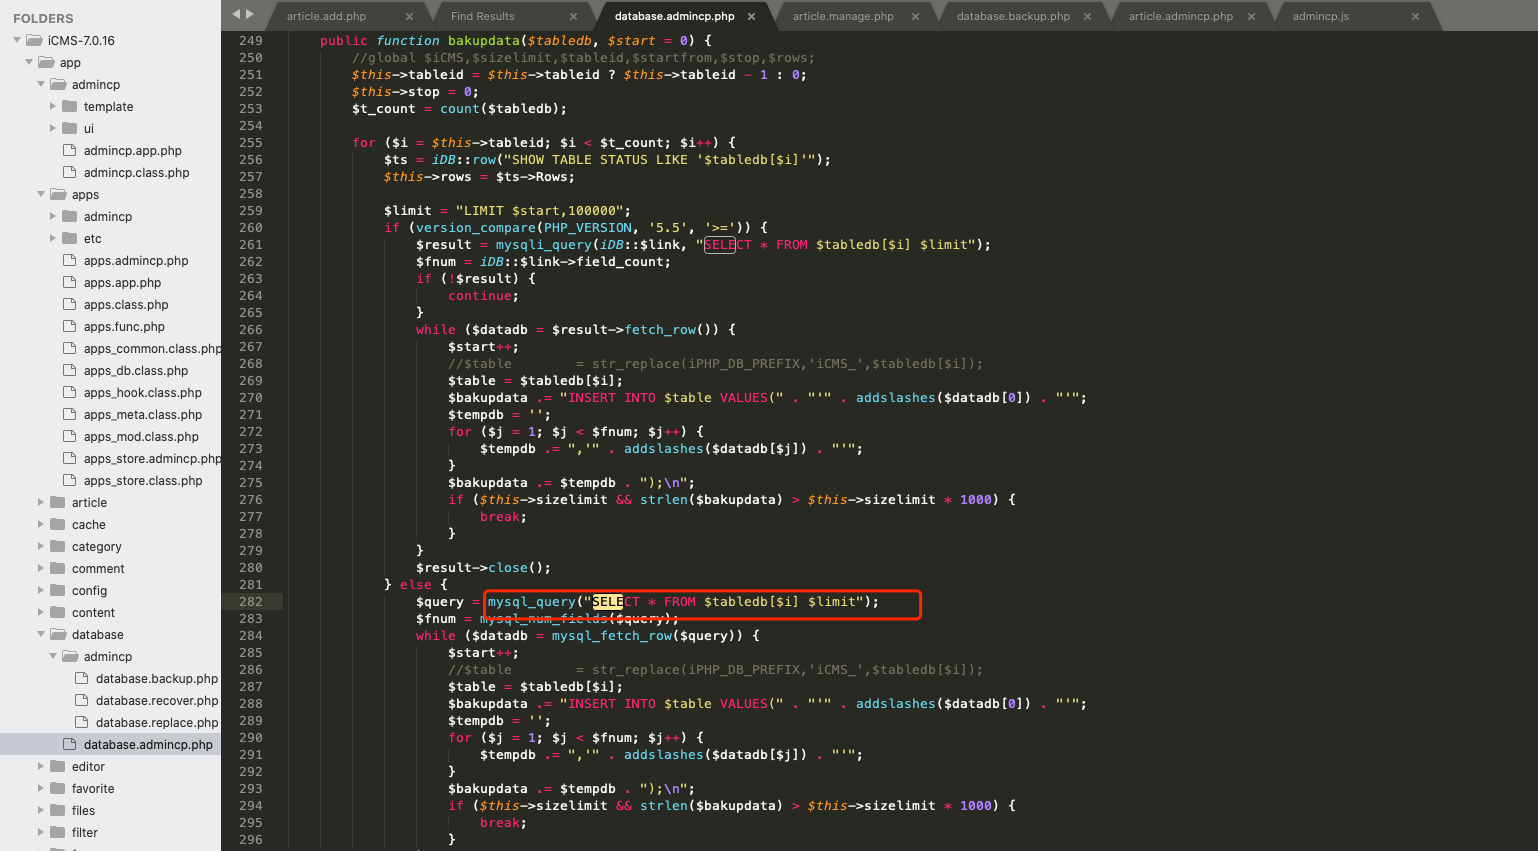 FOLDERS
iCMS-7.0.16
app
admincp
template
ui
admincp.app.php
admincp.class.php
apps
admincp
etc
apps.admincp.php
apps.app.php
apps.class.php
apps.func.php
apps_common.class.php
apps_db.class.php
apps_hook.class.php
apps_meta.class.php
apps_mod.class.php
apps_store.admincp.php
apps_store.class.php
article
cache
category
comment
config
content
database
admincp
database.backup.php
database.recover.php
database.replace.php
database.admincp.php
editor
favorite
files
filter
article.add.php × Find Results × database.admincp.php × article.manage.php × database.backup.php × article.admincp.php × admincp.js ×
249 public function bakupdata($tabledb, $start = 0) {
250 //global $iCMS,$sizelimit,$tableid,$startfrom,$stop,$rows;
251 $this->tableid = $this->tableid ? $this->tableid - 1 : 0;
252 $this->stop = 0;
253 $t_count = count($tabledb);
254
255 for ($i = $this->tableid; $i < $t_count; $i++) {
256 $ts = iDB::row("SHOW TABLE STATUS LIKE '$tabledb[$i]'");
257 $this->rows = $ts->Rows;
258
259 $limit = "LIMIT $start,100000";
260 if (version_compare(PHP_VERSION, '5.5', '>=')) {
261 $result = mysqli_query(iDB::$link, "SELECT * FROM $tabledb[$i] $limit");
262 $fnum = iDB::$link->field_count;
263 if (!$result) {
264 continue;
265 }
266 while ($datadb = $result->fetch_row()) {
267 $start++;
268 //$table = str_replace(iPHP_DB_PREFIX,'iCMS_',$tabledb[$i]);
269 $table = $tabledb[$i];
270 $bakupdata .= "INSERT INTO $table VALUES(" . "'" . addslashes($datadb[0]) . "'";
271 $tempdb = '';
272 for ($j = 1; $j < $fnum; $j++) {
273 $tempdb .= ",'" . addslashes($datadb[$j]) . "'";
274 }
275 $bakupdata .= $tempdb . ");\n";
276 if ($this->sizelimit && strlen($bakupdata) > $this->sizelimit * 1000) {
277 break;
278 }
279 }
280 $result->close();
281 } else {
282 $query = mysql_query("SELECT * FROM $tabledb[$i] $limit");
283 $fnum = mysql_num_fields($query);
284 while ($datadb = mysql_fetch_row($query)) {
285 $start++;
286 //$table = str_replace(iPHP_DB_PREFIX,'iCMS_',$tabledb[$i]);
287 $table = $tabledb[$i];
288 $bakupdata .= "INSERT INTO $table VALUES(" . "'" . addslashes($datadb[0]) . "'";
289 $tempdb = '';
290 for ($j = 1; $j < $fnum; $j++) {
291 $tempdb .= ",'" . addslashes($datadb[$j]) . "'";
292 }
293 $bakupdata .= $tempdb . ");\n";
294 if ($this->sizelimit && strlen($bakupdata) > $this->sizelimit * 1000) {
295 break;
296 }